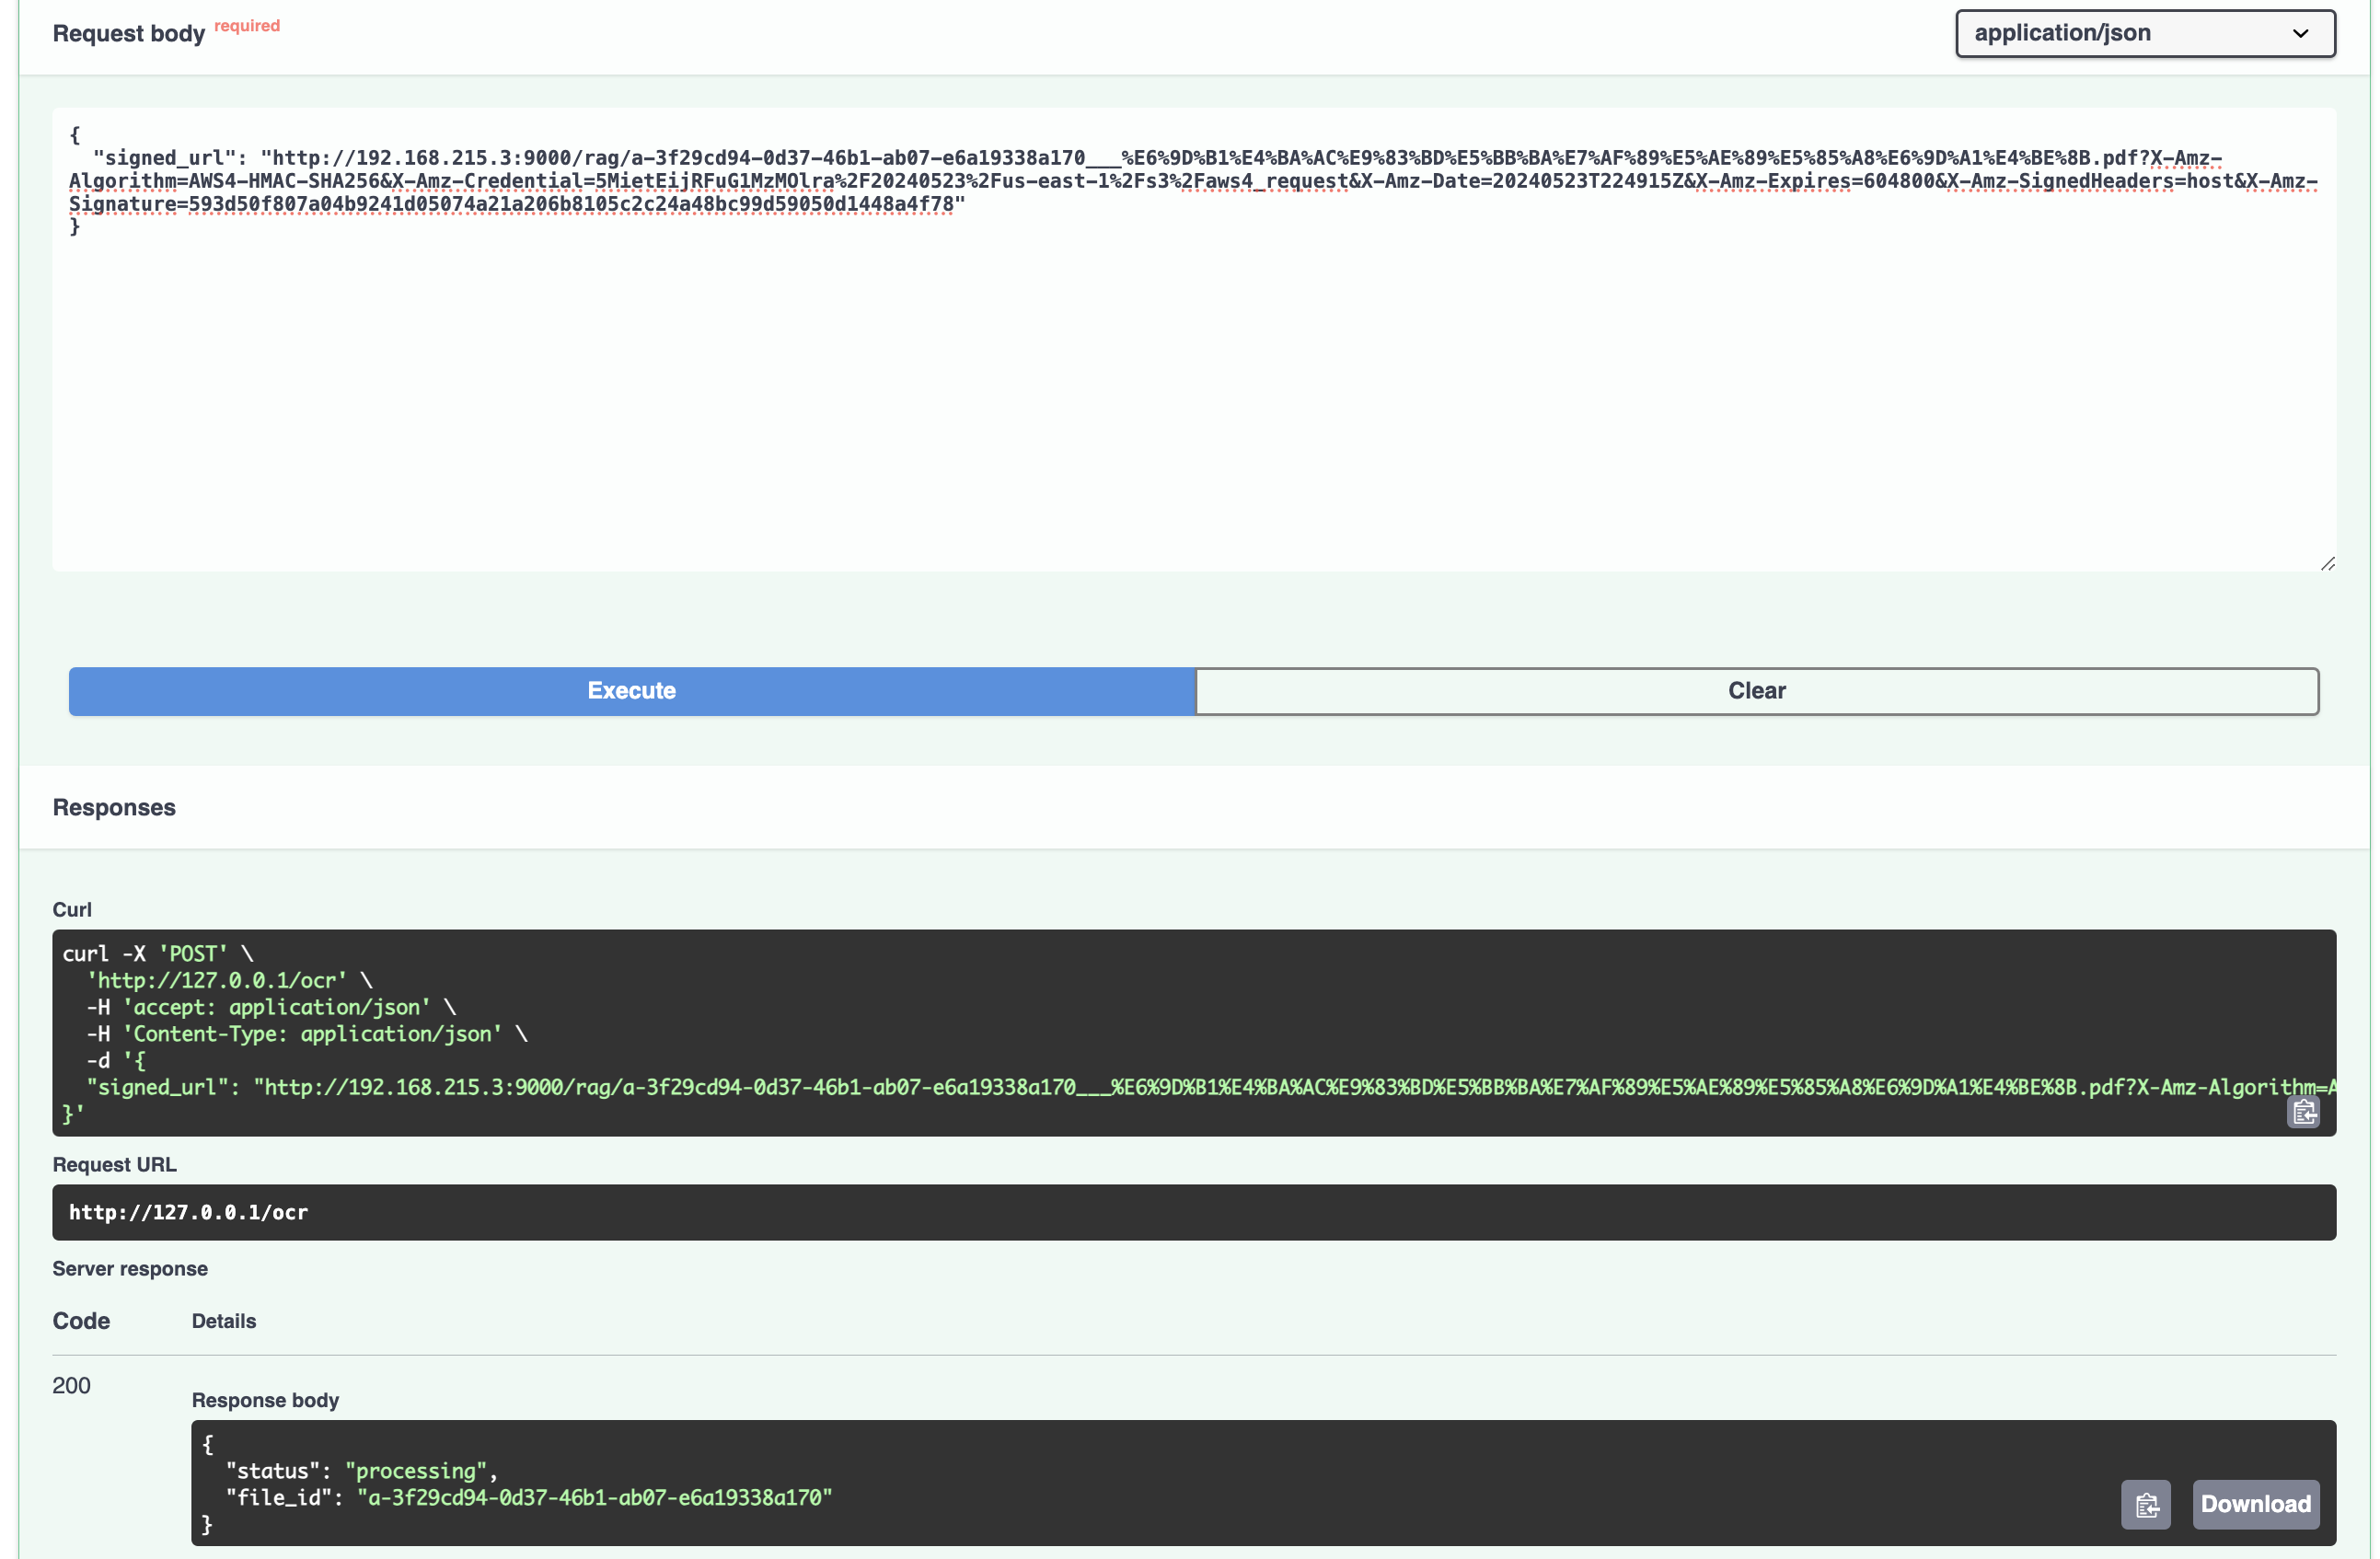 Request body required
application/json
{
"signed_url": "http://192.168.215.3:9000/rag/a-3f29cd94-0d37-46b1-ab07-e6a19338a170___%E6%9D%B1%E4%BA%AC%E9%83%BD%E5%BB%BA%E7%AF%89%E5%AE%89%E5%85%A8%E6%9D%A1%E4%BE%8B.pdf?X-Amz-
Algorithm=AWS4-HMAC-SHA256&X-Amz-Credential=5MietEijRFuG1MzMOlra%2F20240523%2Fus-east-1%2Fs3%2Faws4_request&X-Amz-Date=20240523T224915Z&X-Amz-Expires=604800&X-Amz-SignedHeaders=host&X-Amz-
Signature=593d50f807a04b9241d05074a21a206b8105c2c24a48bc99d59050d1448a4f78"
}
Execute
Clear
Responses
Curl
curl -X 'POST' \
'http://127.0.0.1/ocr' \
-H 'accept: application/json' \
-H 'Content-Type: application/json' \
-d '{
"signed_url": "http://192.168.215.3:9000/rag/a-3f29cd94-0d37-46b1-ab07-e6a19338a170___%E6%9D%B1%E4%BA%AC%E9%83%BD%E5%BB%BA%E7%AF%89%E5%AE%89%E5%85%A8%E6%9D%A1%E4%BE%8B.pdf?X-Amz-Algorithm=A
}'
Request URL
http://127.0.0.1/ocr
Server response
Code
Details
200
Response body
{
"status": "processing",
"file_id": "a-3f29cd94-0d37-46b1-ab07-e6a19338a170"
}
Download